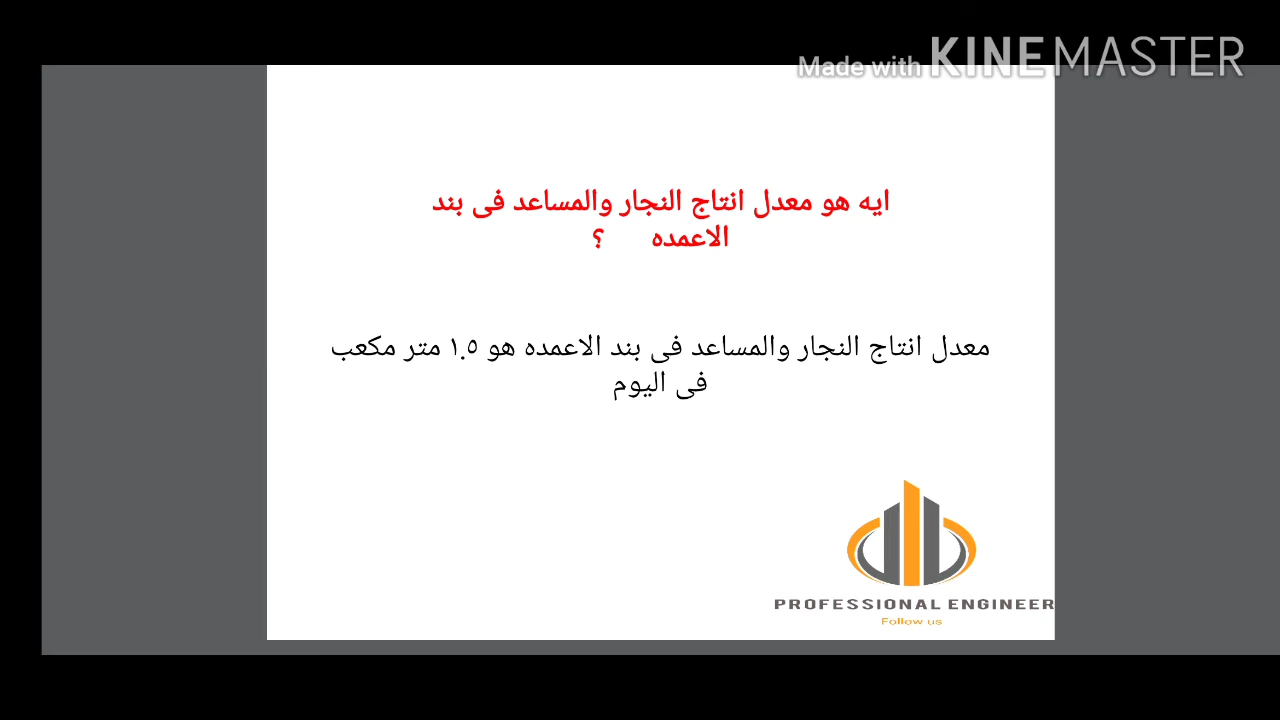 Made with KINEMASTER
ايه هو معدل انتاج النجار والمساعد فى بند
الاعمده ؟
معدل انتاج النجار والمساعد فى بند الاعمده هو ١.٥ متر مكعب
فى اليوم
PROFESSIONAL ENGINEER
Follow us